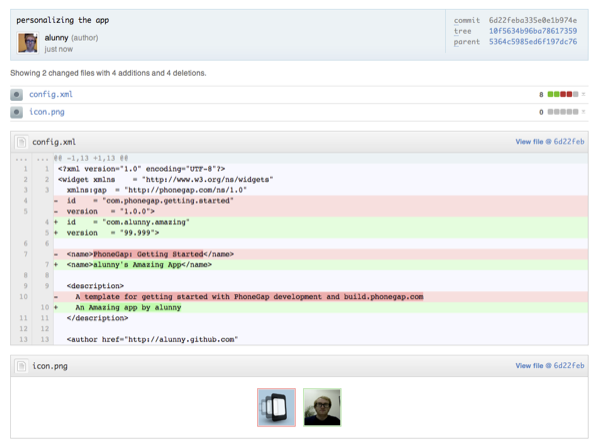 personalizing the app
alunny (author)
just now
commit 6d22feba335e0e1b974e
tree 10f5634b96ba78617359
parent 5364c5985ed6f197dc76
Showing 2 changed files with 4 additions and 4 deletions.
config.xml 8
icon.png 0
config.xml View file @ 6d22feb
... ... @@ -1,13 +1,13 @@
1 1 <?xml version="1.0" encoding="UTF-8"?>
2 2 <widget xmlns = "http://www.w3.org/ns/widgets"
3 3 xmlns:gap = "http://phonegap.com/ns/1.0"
4 - id = "com.phonegap.getting.started"
5 - version = "1.0.0">
4 + id = "com.alunny.amazing"
5 + version = "99.999">
6 6
7 - <name>PhoneGap: Getting Started</name>
7 + <name>alunny's Amazing App</name>
8 8
9 9 <description>
10 - A template for getting started with PhoneGap development and build.phonegap.com
10 + An Amazing app by alunny
11 11 </description>
12 12
13 13 <author href="http://alunny.github.com"
icon.png View file @ 6d22feb